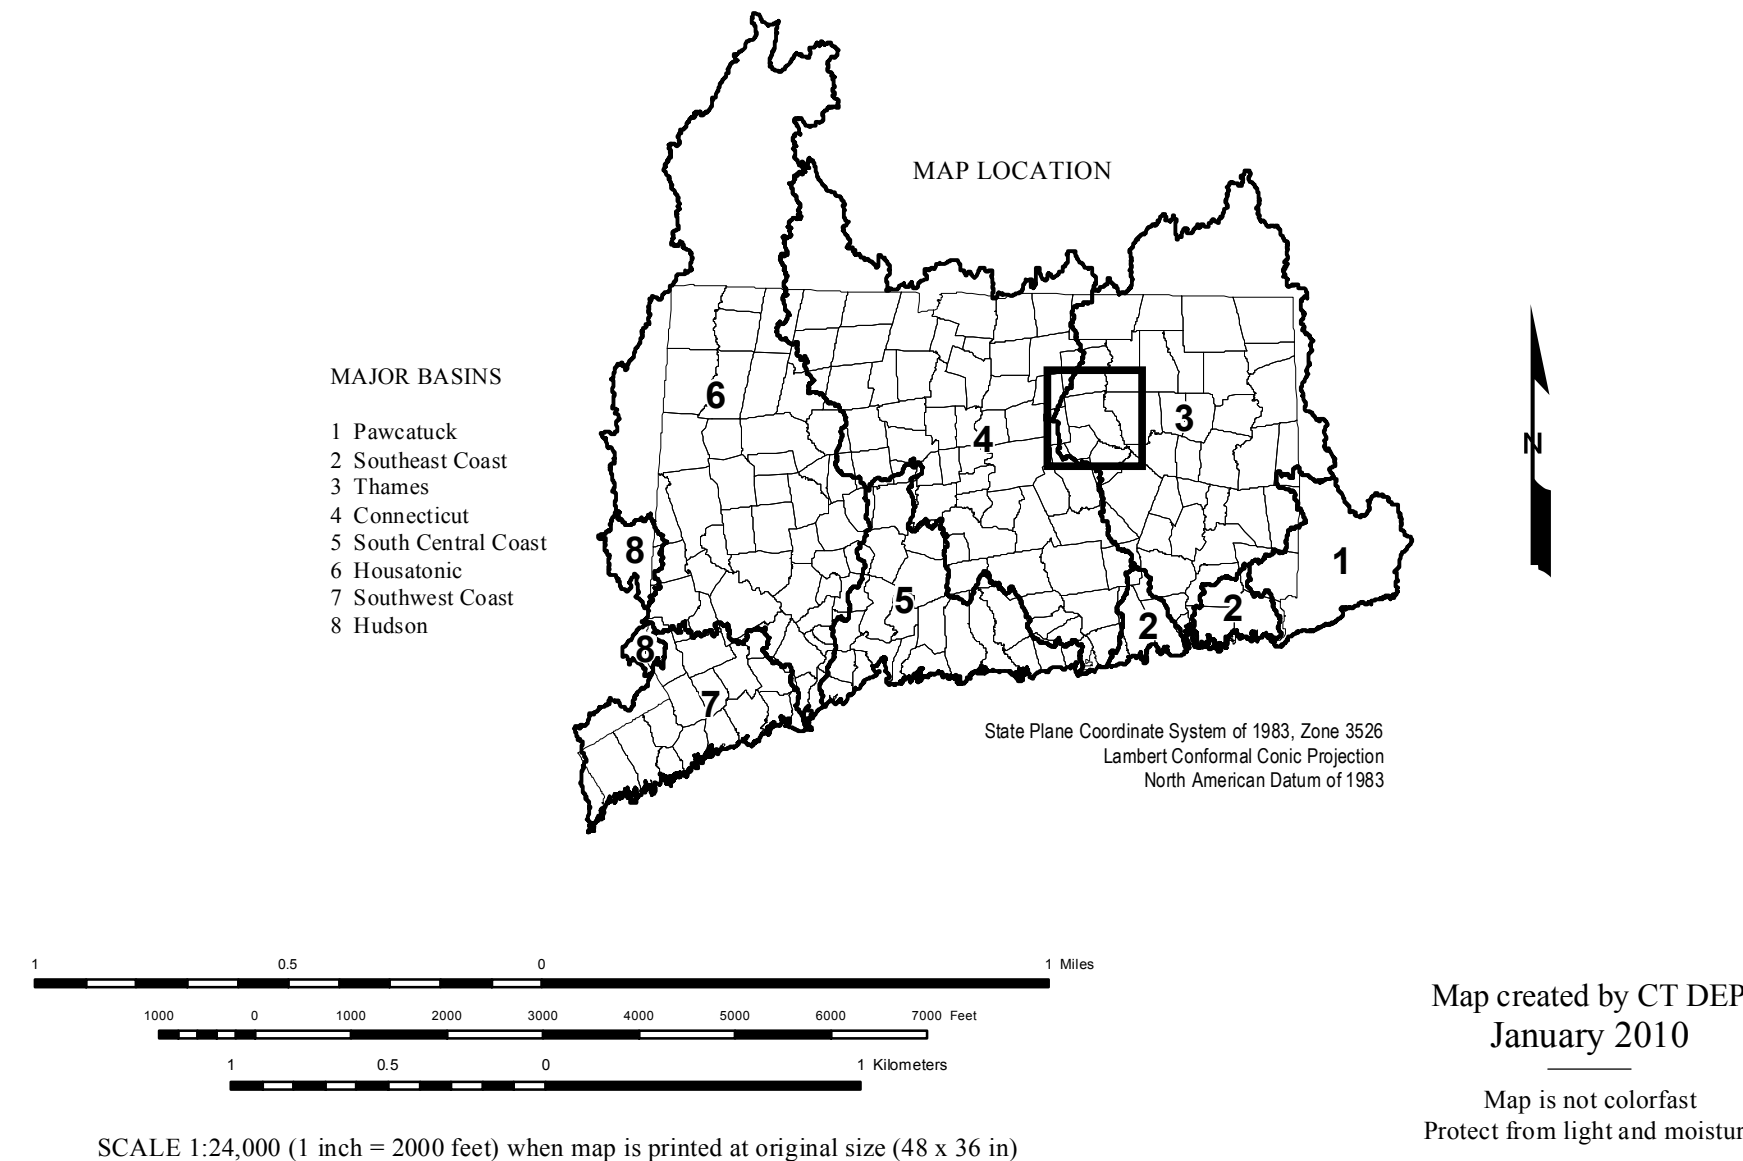 MAP LOCATION
MAJOR BASINS
1 Pawcatuck
2 Southeast Coast
3 Thames
4 Connecticut
5 South Central Coast
6 Housatonic
7 Southwest Coast
8 Hudson
6
4
3
N
8
1
5
2
2
8
7
State Plane Coordinate System of 1983, Zone 3526
Lambert Conformal Conic Projection
North American Datum of 1983
1 0.5 0 1 Miles
1000 0 1000 2000 3000 4000 5000 6000 7000 Feet
1 0.5 0 1 Kilometers
SCALE 1:24,000 (1 inch = 2000 feet) when map is printed at original size (48 x 36 in)
Map created by CT DEP
January 2010
Map is not colorfast
Protect from light and moistur